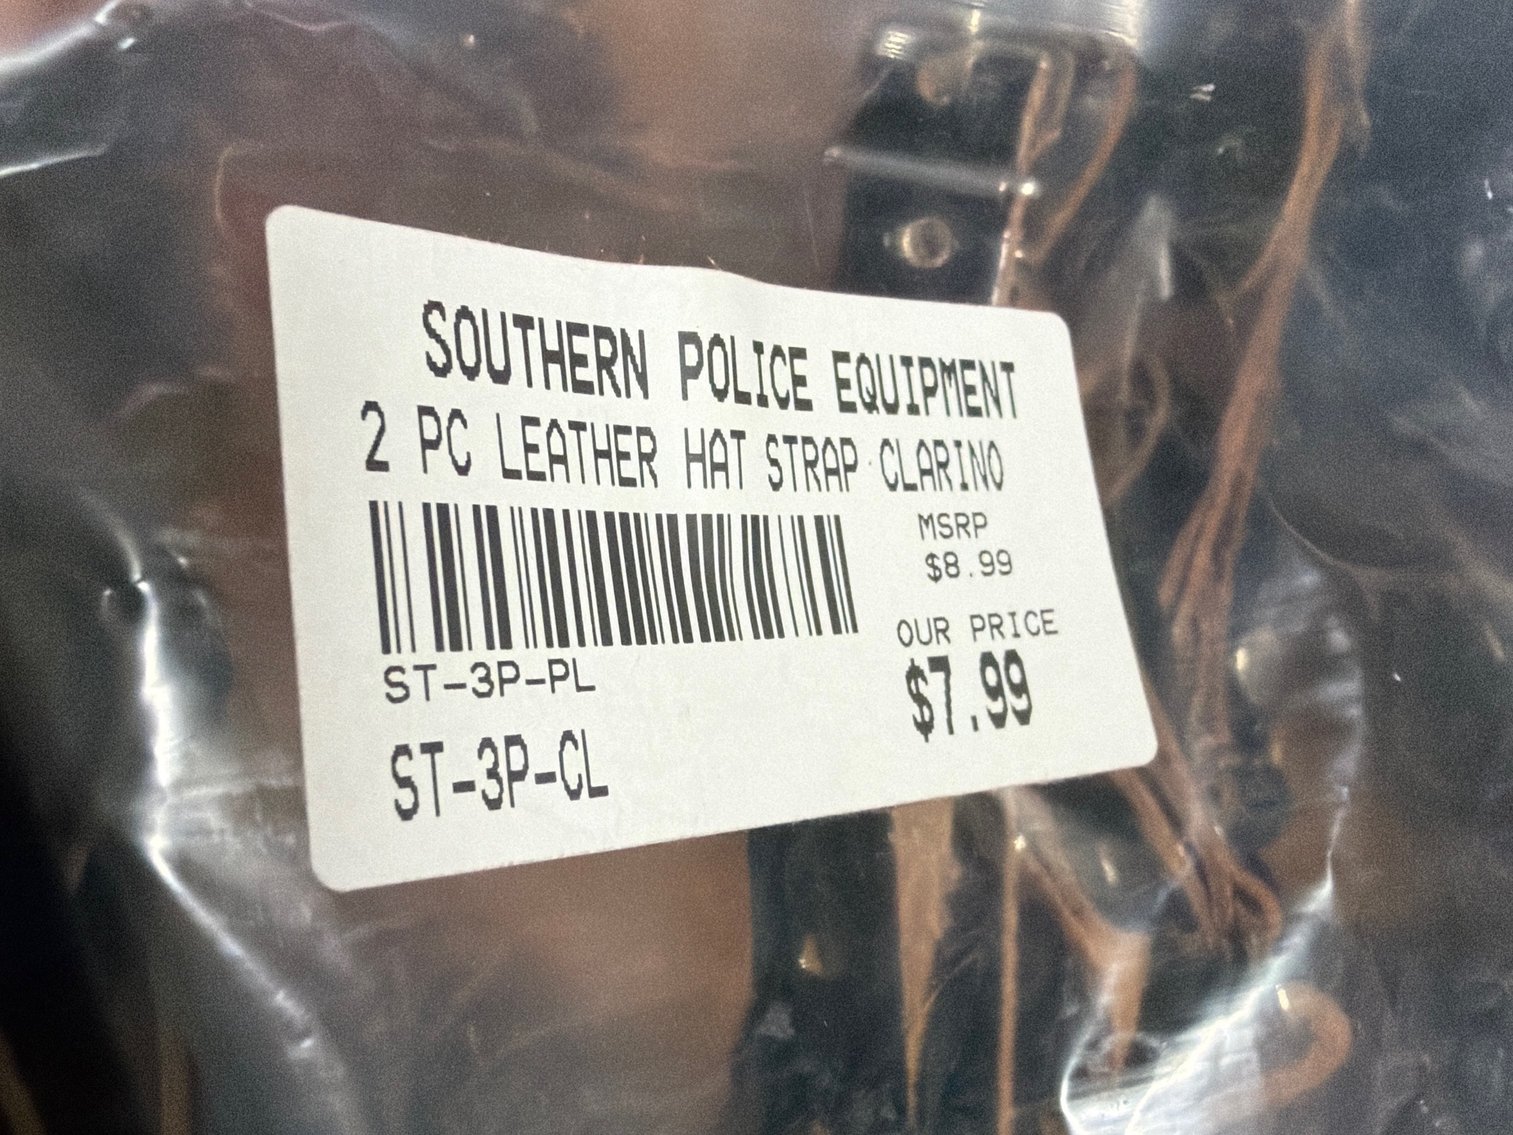 SOUTHERN POLICE EQUIPMENT
2 PC LEATHER HAT STRAP CLARINO
MSRP
$8.99
OUR PRICE
$7.99
ST-3P-PL
ST-3P-CL